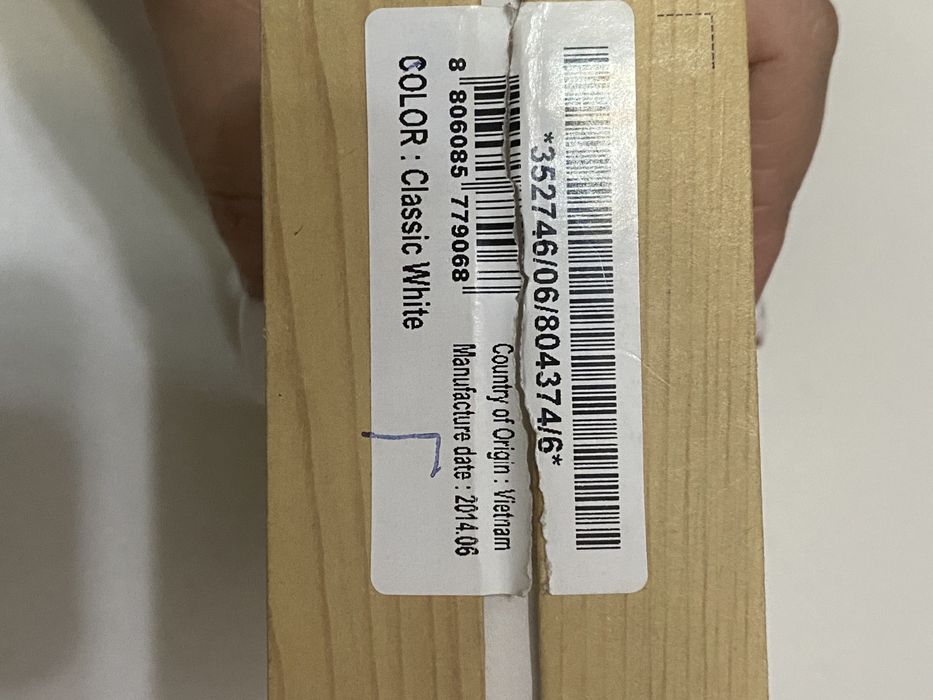 *352746/06/804374/6*
Country of Origin : Vietnam
Manufacture date : 2014.06
8 806085 779068
COLOR : Classic White